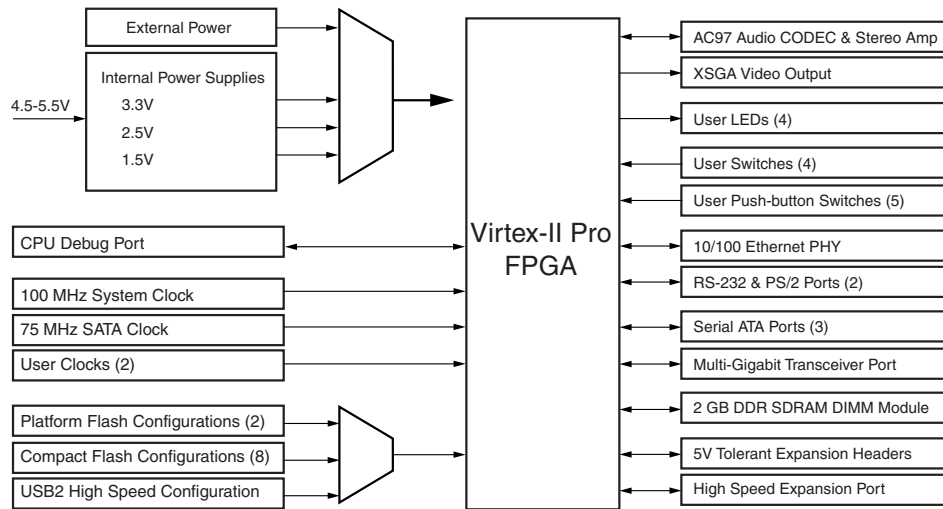 External Power
Internal Power Supplies
4.5-5.5V
3.3V
2.5V
1.5V
CPU Debug Port
100 MHz System Clock
75 MHz SATA Clock
User Clocks (2)
Platform Flash Configurations (2)
Compact Flash Configurations (8)
USB2 High Speed Configuration
Virtex-II Pro
FPGA
AC97 Audio CODEC & Stereo Amp
XSGA Video Output
User LEDs (4)
User Switches (4)
User Push-button Switches (5)
10/100 Ethernet PHY
RS-232 & PS/2 Ports (2)
Serial ATA Ports (3)
Multi-Gigabit Transceiver Port
2 GB DDR SDRAM DIMM Module
5V Tolerant Expansion Headers
High Speed Expansion Port